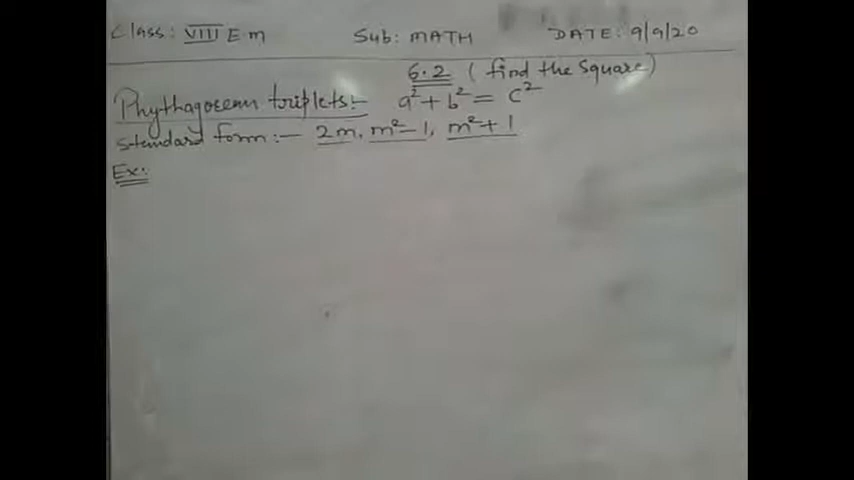 Class: VIII E.m Sub: MATH DATE: 9/9/20
6.2 (find the square)
Phythagorean triplets:- a² + b² = c²
Standard form:- 2m, m²-1, m²+1
Ex: